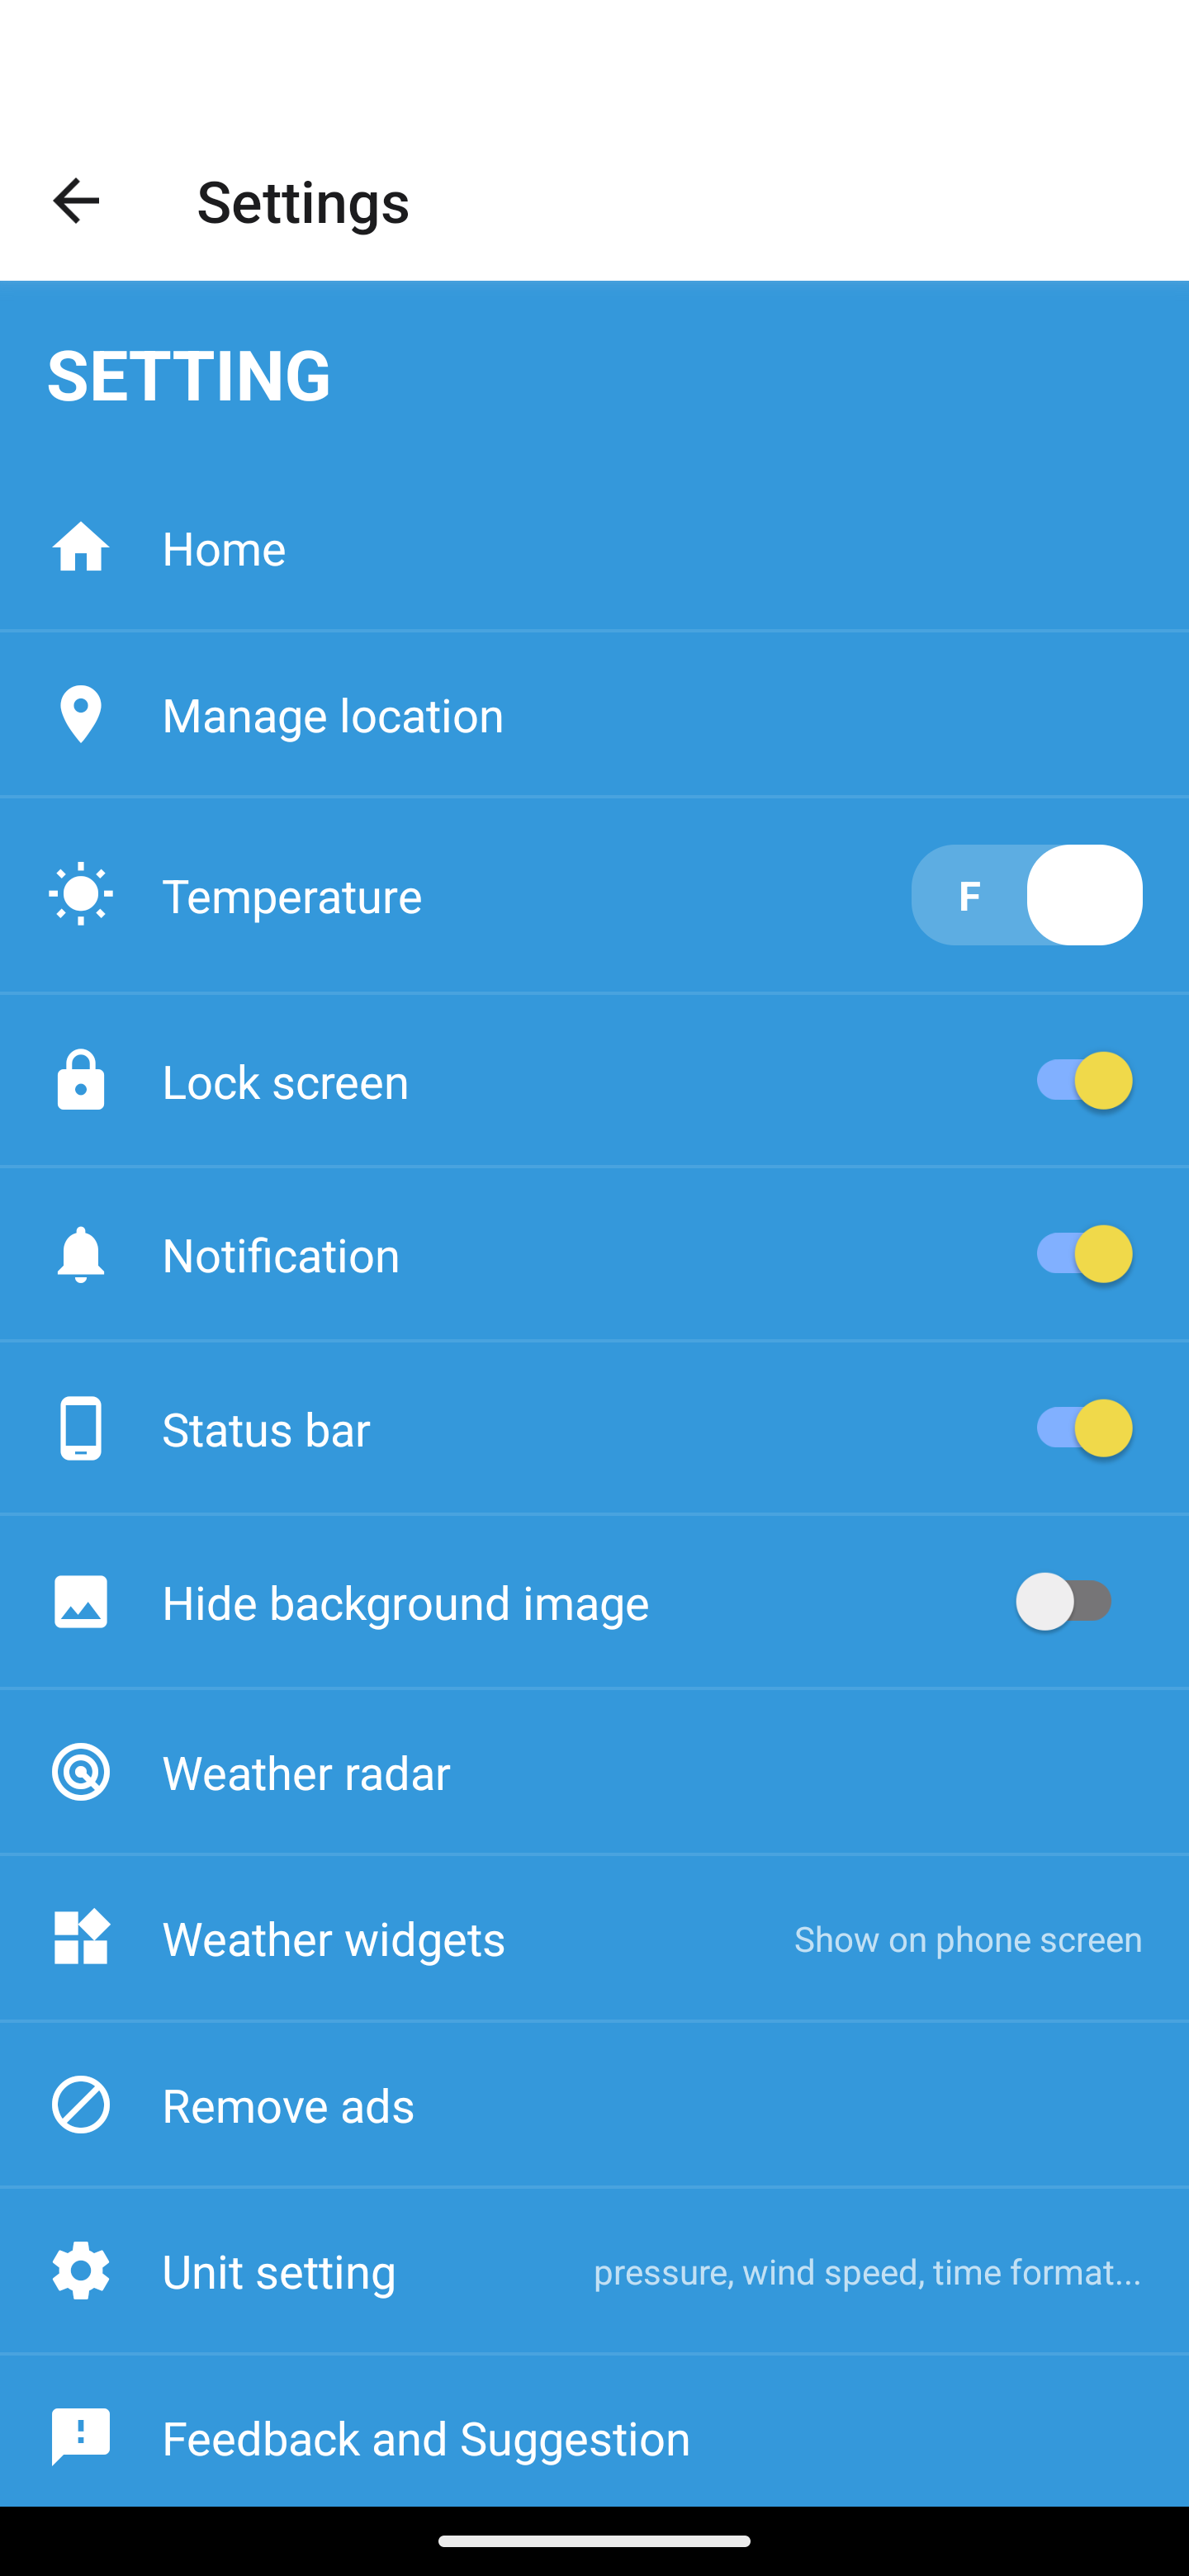 Settings
SETTING
Home
Manage location
Temperature F
Lock screen
Notification
Status bar
Hide background image
Weather radar
Weather widgets Show on phone screen
Remove ads
Unit setting pressure, wind speed, time format...
Feedback and Suggestion